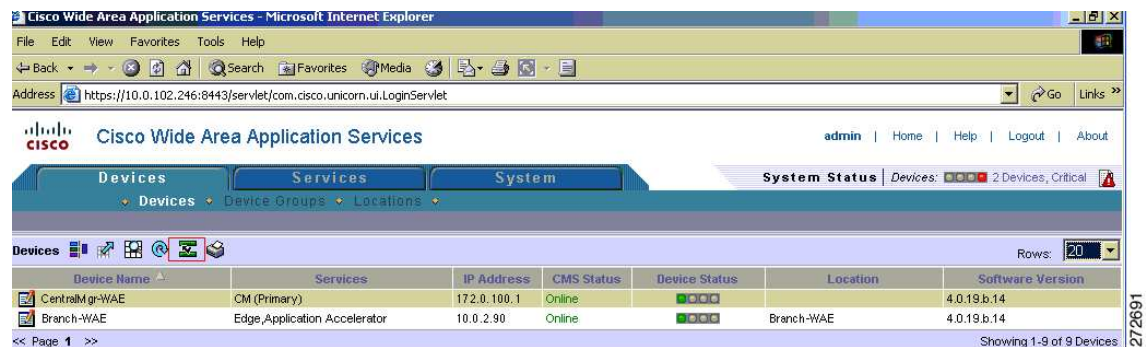 Cisco Wide Area Application Services - Microsoft Internet Explorer
File Edit View Favorites Tools Help
Back Search Favorites Media
Address https://10.0.102.246:8443/servlet/com.cisco.unicorn.ui.LoginServlet Go Links »
CISCO Cisco Wide Area Application Services admin | Home | Help | Logout | About
Devices Services System System Status | Devices: 2 Devices, Critical
Devices Device Groups Locations
Devices Rows: 20
Device Name Services IP Address CMS Status Device Status Location Software Version
CentralMgr-WAE CM (Primary) 172.0.100.1 Online 4.0.19.b.14
Branch-WAE Edge,Application Accelerator 10.0.2.90 Online Branch-WAE 4.0.19.b.14
<< Page 1 >> Showing 1-9 of 9 Devices
272691